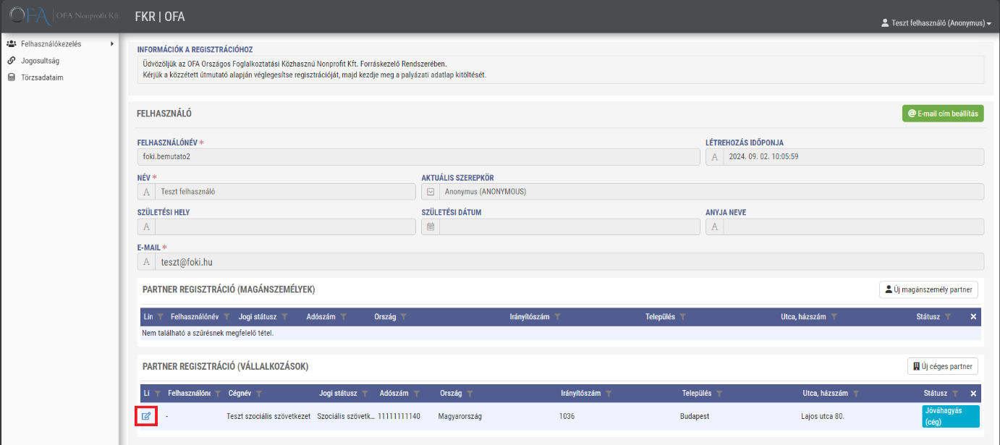 OFA OFA Nonprofit Kft. FKR | OFA
Teszt felhasználó (Anonymus)
Felhasználókezelés
Jogosultság
Törzsadataim
INFORMÁCIÓK A REGISZTRÁCIÓHOZ
Üdvözöljük az OFA Országos Foglalkoztatási Közhasznú Nonprofit Kft. Forráskezelő Rendszerében.
Kérjük a közzétett útmutató alapján véglegesítse regisztrációját, majd kezdje meg a palyázati adatlap kitöltését.
FELHASZNÁLÓ
@ E-mail cím beállítás
FELHASZNÁLÓNÉV * LÉTREHOZÁS IDŐPONJA
foki.bemutato2 A 2024. 09. 02. 10:05:59
NÉV * AKTUÁLIS SZEREPKÖR
A Teszt felhasználó Anonymus (ANONYMOUS)
SZÜLETÉSI HELY SZÜLETÉSI DÁTUM ANYJA NEVE
A A
E-MAIL *
A teszt@foki.hu
PARTNER REGISZTRÁCIÓ (MAGÁNSZEMÉLYEK) Új magánszemély partner
Lin Felhasználónév Jogi státusz Adószám Ország Irányítószám Település Utca, házszám Státusz
Nem található a szűrésnek megfelelő tétel.
PARTNER REGISZTRÁCIÓ (VÁLLALKOZÁSOK) Új céges partner
Li Felhasználóné Cégnév Jogi státusz Adószám Ország Irányítószám Település Utca, házszám Státusz
- Teszt szociális szövetkezet Szociális szövetk... 11111111140 Magyarország 1036 Budapest Lajos utca 80. Jóváhagyás
(cég)